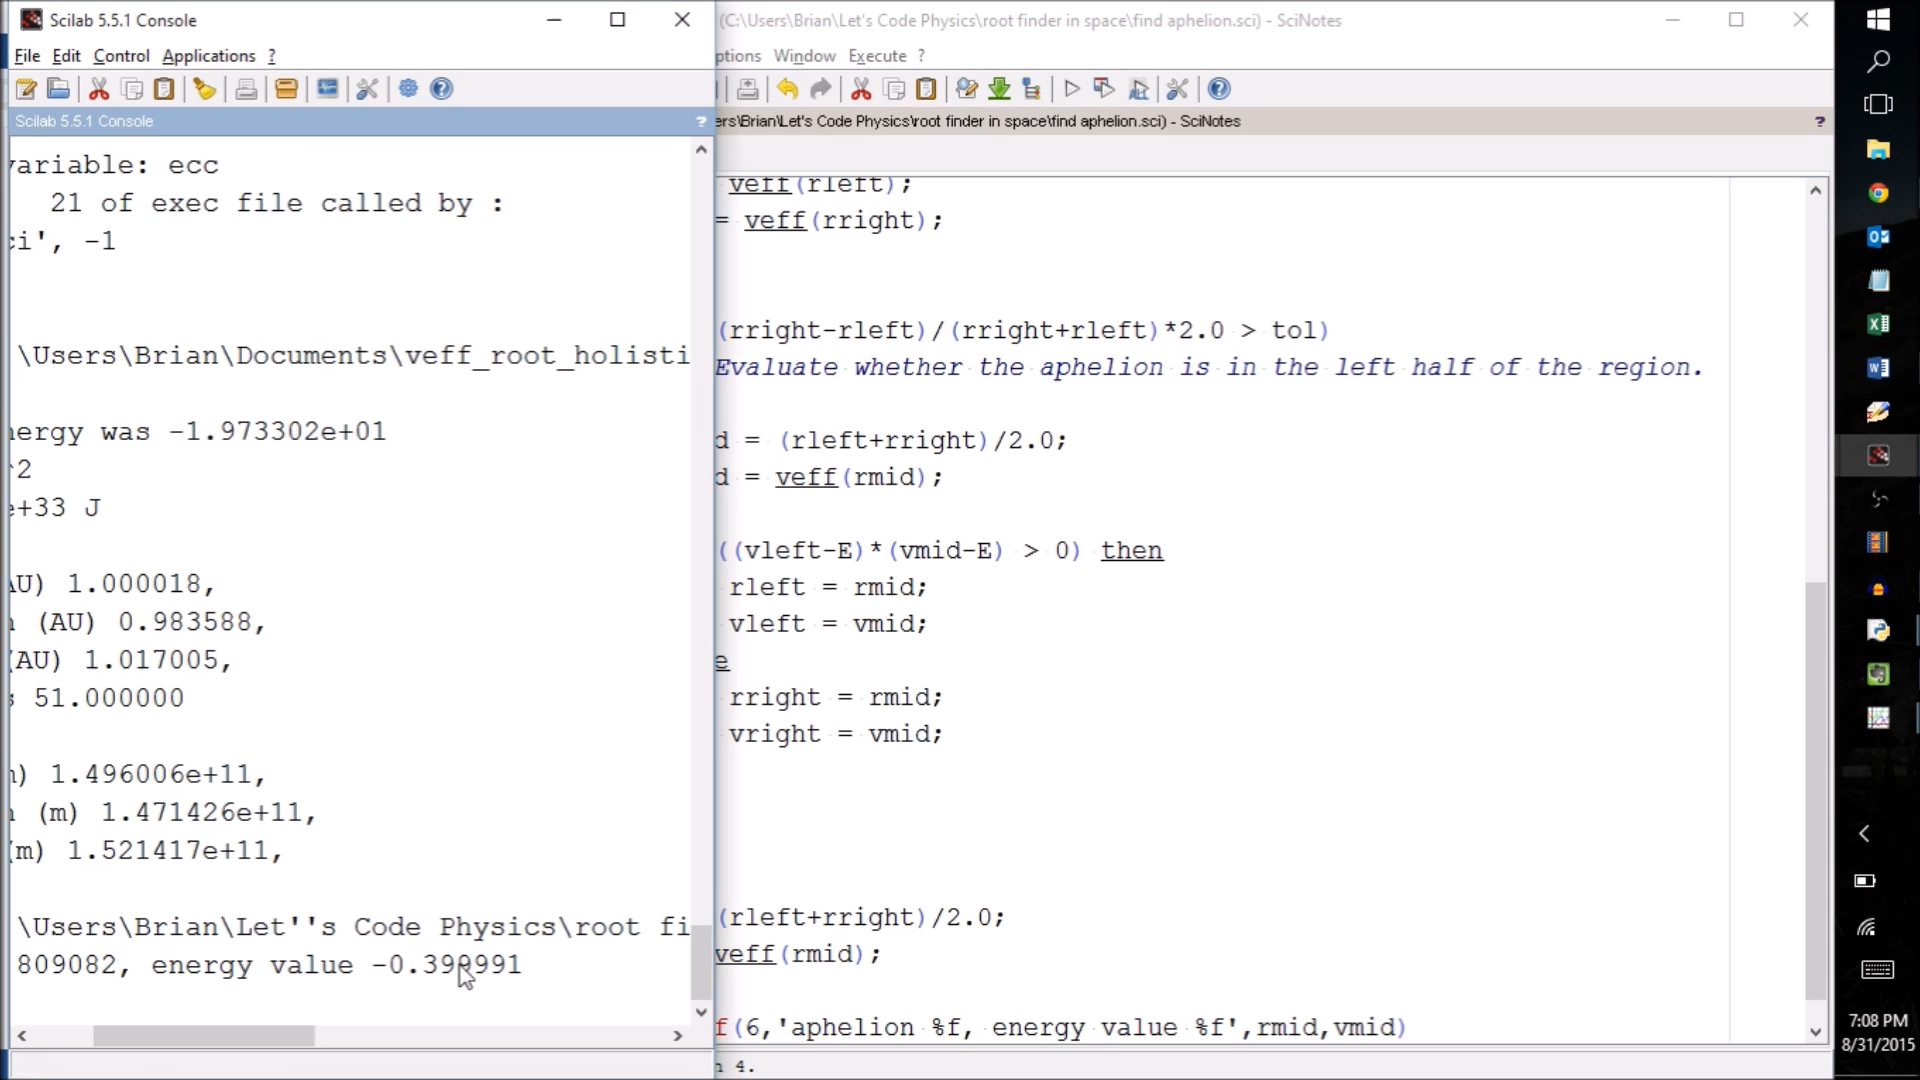 Scilab 5.5.1 Console
File Edit Control Applications ?
Scilab 5.5.1 Console ?
variable: ecc
21 of exec file called by :
ci', -1
\Users\Brian\Documents\veff_root_holisti
nergy was -1.973302e+01
^2
e+33 J
AU) 1.000018,
n (AU) 0.983588,
(AU) 1.017005,
s 51.000000
m) 1.496006e+11,
n (m) 1.471426e+11,
(m) 1.521417e+11,
\Users\Brian\Let''s Code Physics\root fi
809082, energy value -0.399991
(C:\Users\Brian\Let's Code Physics\root finder in space\find aphelion.sci) - SciNotes
ptions Window Execute ?
ers\Brian\Let's Code Physics\root finder in space\find aphelion.sci) - SciNotes ?
veff(rleft);
= veff(rright);
(rright-rleft)/(rright+rleft)*2.0 > tol)
Evaluate whether the aphelion is in the left half of the region.
d = (rleft+rright)/2.0;
d = veff(rmid);
((vleft-E)*(vmid-E) > 0) then
rleft = rmid;
vleft = vmid;
e
rright = rmid;
vright = vmid;
(rleft+rright)/2.0;
veff(rmid);
f(6,'aphelion %f, energy value %f',rmid,vmid)
n 4.
7:08 PM
8/31/2015